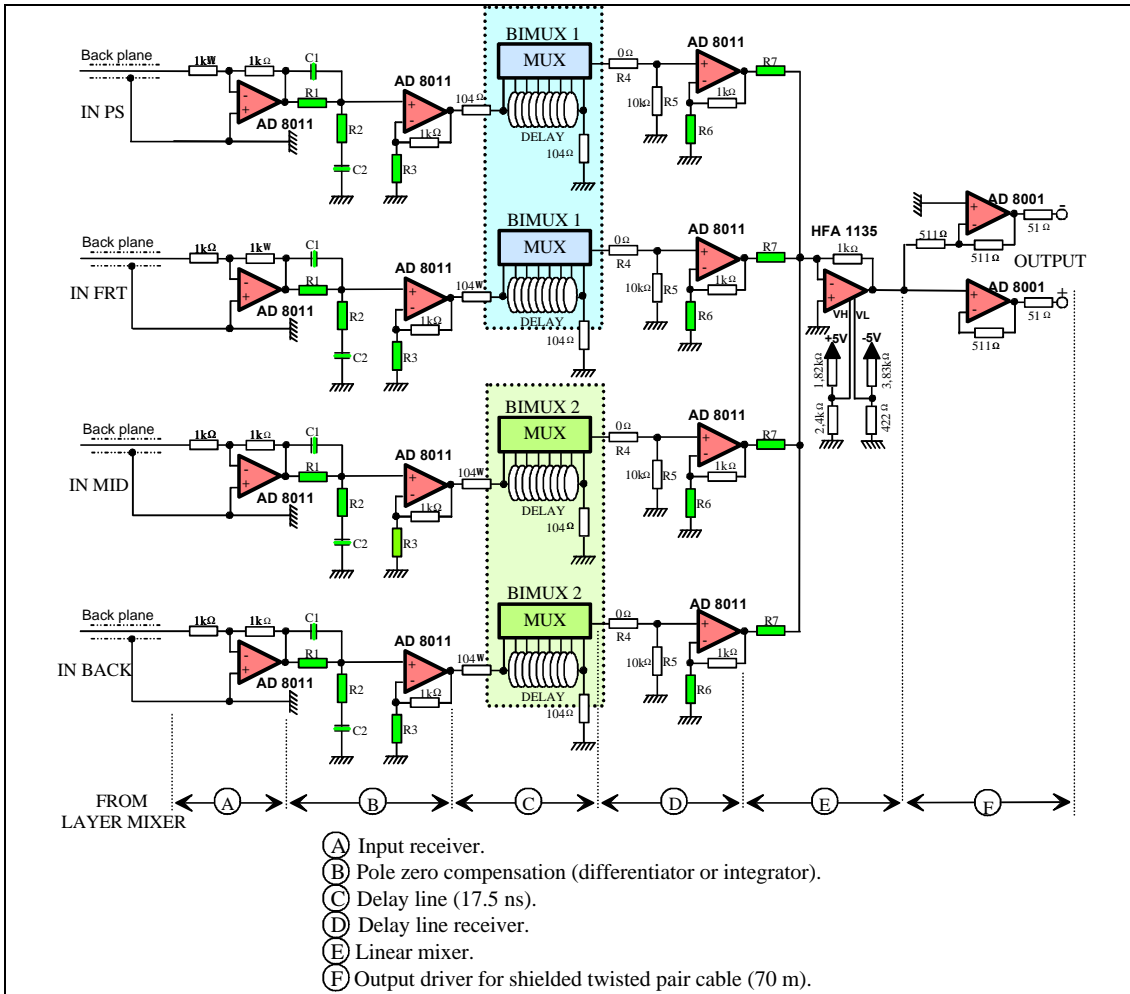 BIMUX 1
MUX
Back plane
1kW
1kΩ
C1
IN PS
AD 8011
R1
R2
C2
AD 8011
1kΩ
R3
104Ω
DELAY
104Ω
0Ω
R4
10kΩ
R5
AD 8011
1kΩ
R6
R7
BIMUX 1
MUX
Back plane
1kΩ
1kW
C1
IN FRT
AD 8011
R1
R2
C2
AD 8011
1kΩ
R3
104W
DELAY
104Ω
0Ω
R4
10kΩ
R5
AD 8011
1kΩ
R6
R7
HFA 1135
1kΩ
VH
VL
+5V
-5V
1,82kΩ
3,83kΩ
2,4kΩ
422Ω
AD 8001
511Ω
511Ω
51Ω
-
OUTPUT
AD 8001
511Ω
51Ω
+
BIMUX 2
MUX
Back plane
1kΩ
1kΩ
C1
IN MID
AD 8011
R1
R2
C2
AD 8011
1kΩ
R3
104W
DELAY
104Ω
0Ω
R4
10kΩ
R5
AD 8011
1kΩ
R6
R7
BIMUX 2
MUX
Back plane
1kΩ
1kΩ
C1
IN BACK
AD 8011
R1
R2
C2
AD 8011
1kΩ
R3
104W
DELAY
104Ω
0Ω
R4
10kΩ
R5
AD 8011
1kΩ
R6
R7
FROM
LAYER MIXER
A
B
C
D
E
F
A Input receiver.
B Pole zero compensation (differentiator or integrator).
C Delay line (17.5 ns).
D Delay line receiver.
E Linear mixer.
F Output driver for shielded twisted pair cable (70 m).